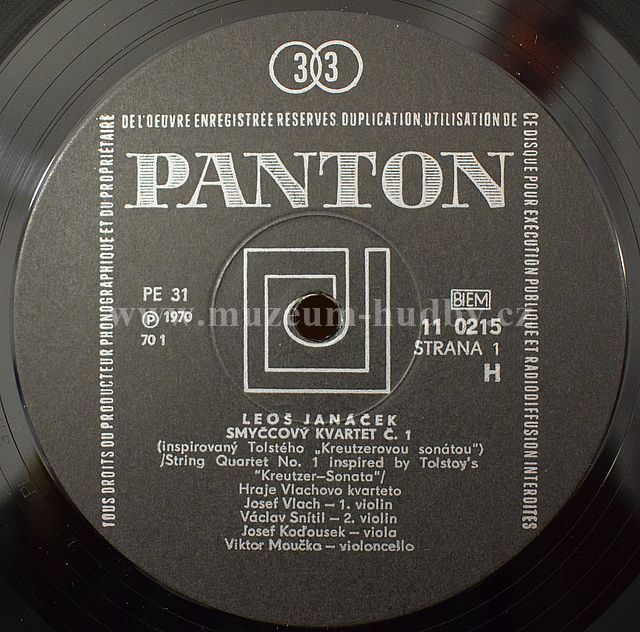 33
TOUS DROITS DU PRODUCTEUR PHONOGRAPHIQUE ET DU PROPRIÉTAIRE
DE L'OEUVRE ENREGISTRÉE RÉSERVÉS. DUPLICATION, UTILISATION DE
CE DISQUE POUR EXÉCUTION PUBLIQUE ET RADIODIFFUSION INTERDITES
PANTON
PE 31
Ⓟ 1970
70 1
BIEM
11 0215
STRANA 1
H
www.muzeum-hudby.cz
LEOŠ JANÁČEK
SMYČCOVÝ KVARTET Č. 1
(inspirovaný Tolstého „Kreutzerovou sonátou")
/String Quartet No. 1 inspired by Tolstoy's
"Kreutzer–Sonata"/
Hraje Vlachovo kvarteto
Josef Vlach – 1. violin
Václav Snítil – 2. violin
Josef Koďousek – viola
Viktor Moučka – violoncello